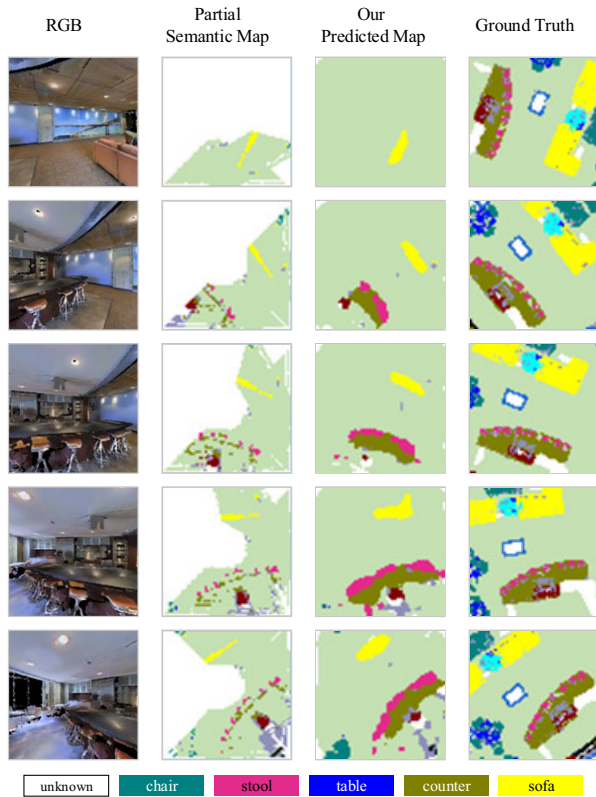 RGB
Partial
Semantic Map
Our
Predicted Map
Ground Truth
unknown
chair
stool
table
counter
sofa